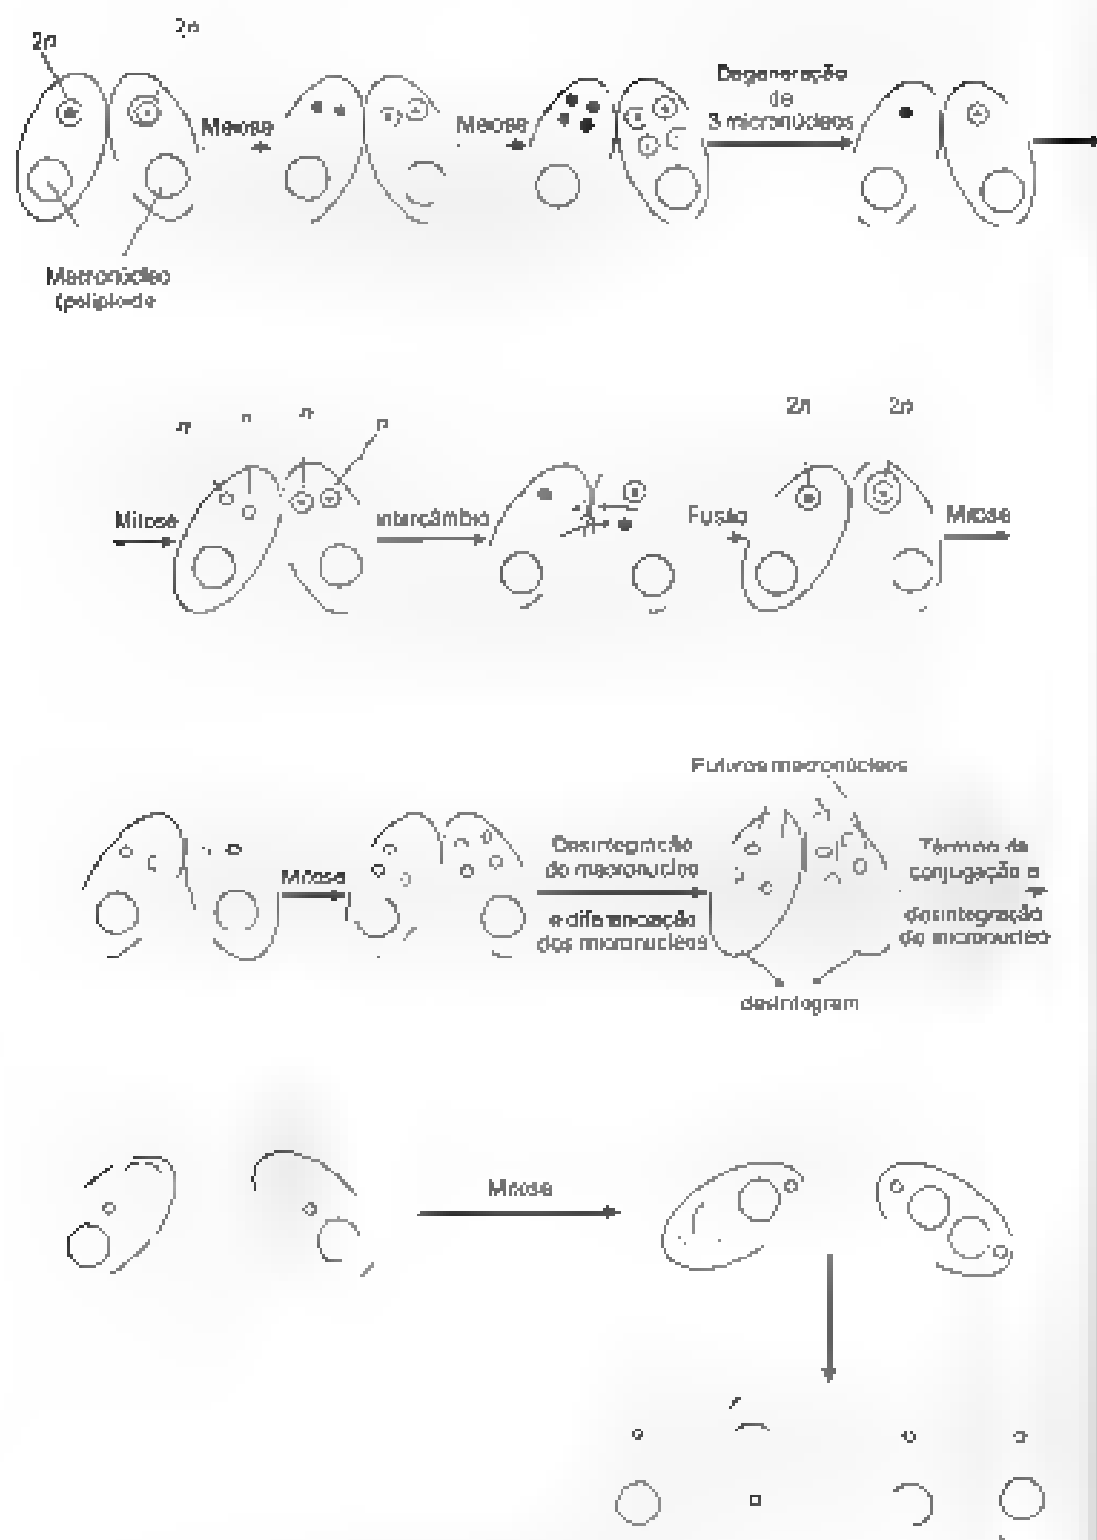 2n
2n
Meiose
Meiose
Degeneração
de
3 micronúcleos
Macronúcleo
n
n
n
n
2n
2n
Mitose
Intercâmbio
Fusão
Mitose
Futuros macronúcleos
Mitose
Desintegração
do macronúcleo
e diferenciação
dos micronúcleos
Término da
conjugação e
desintegração
do micronúcleo
desintegram
Mitose